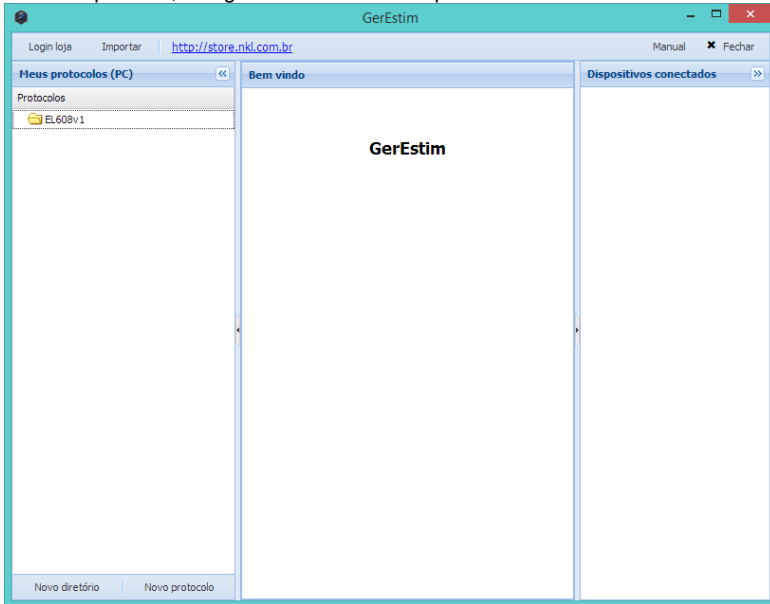 GerEstim
Login loja Importar http://store.nkl.com.br Manual Fechar
Meus protocolos (PC) Bem vindo Dispositivos conectados
Protocolos
EL608v1
GerEstim
Novo diretório Novo protocolo